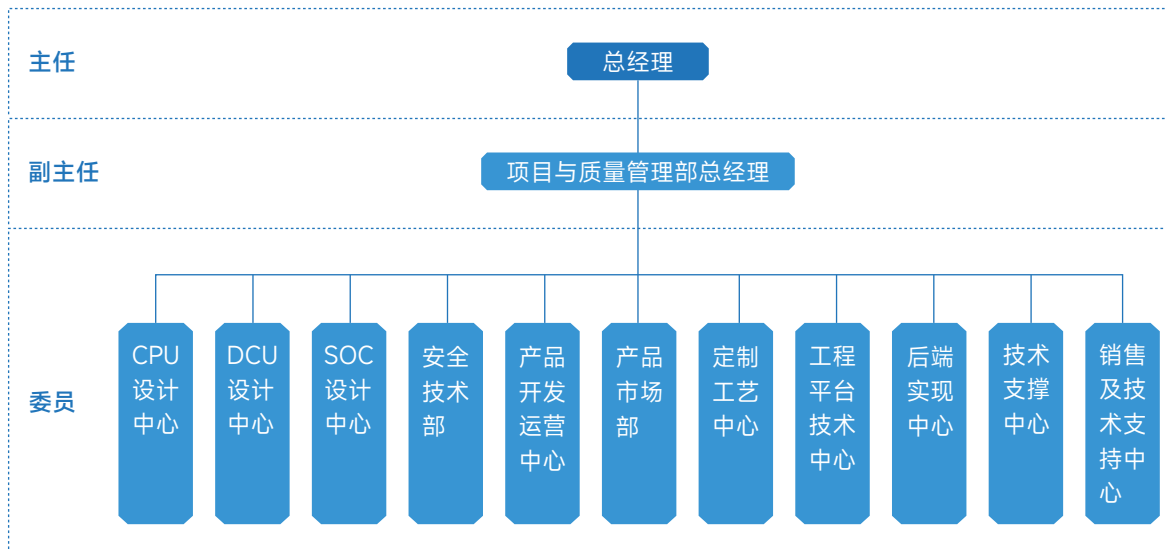 主任
总经理
副主任
项目与质量管理部总经理
委员
CPU
设计
中心
DCU
设计
中心
SOC
设计
中心
安全
技术
部
产品
开发
运营
中心
产品
市场
部
定制
工艺
中心
工程
平台
技术
中心
后端
实现
中心
技术
支撑
中心
销售
及技
术支
持中
心